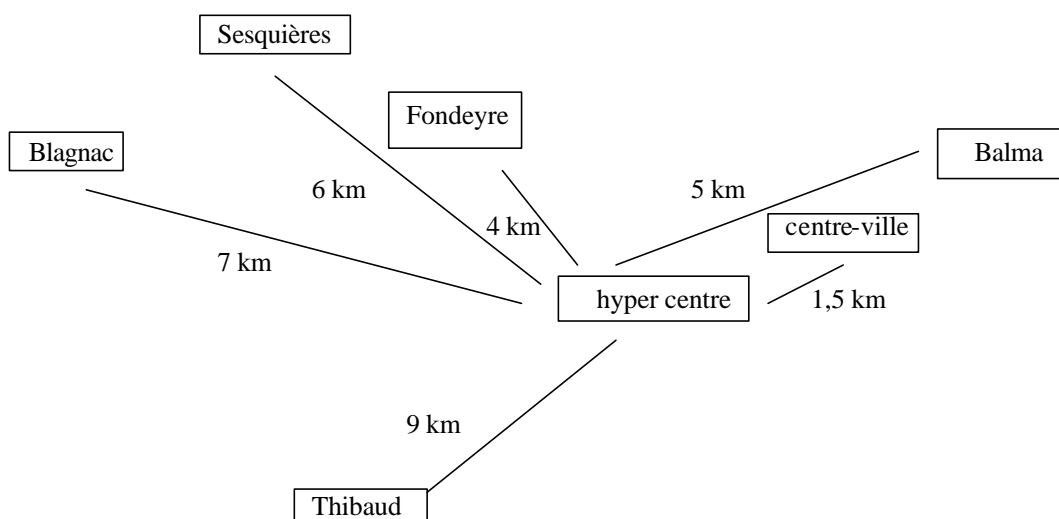 Sesquières
Fondeyre
Blagnac
Balma
6 km
5 km
4 km
centre-ville
7 km
hyper centre
1,5 km
9 km
Thibaud